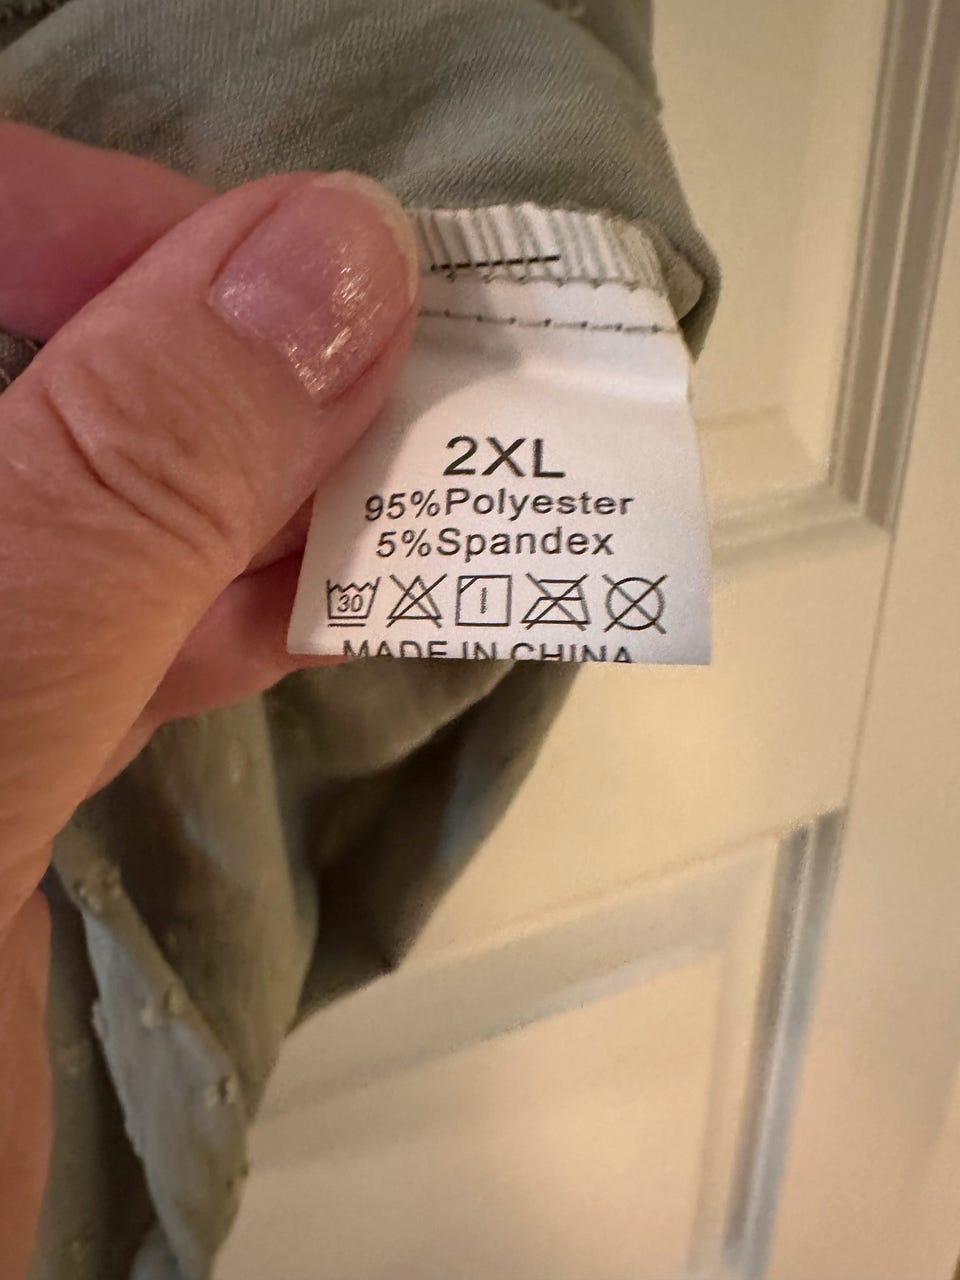 2XL
95%Polyester
5%Spandex
30
MADE IN CHINA